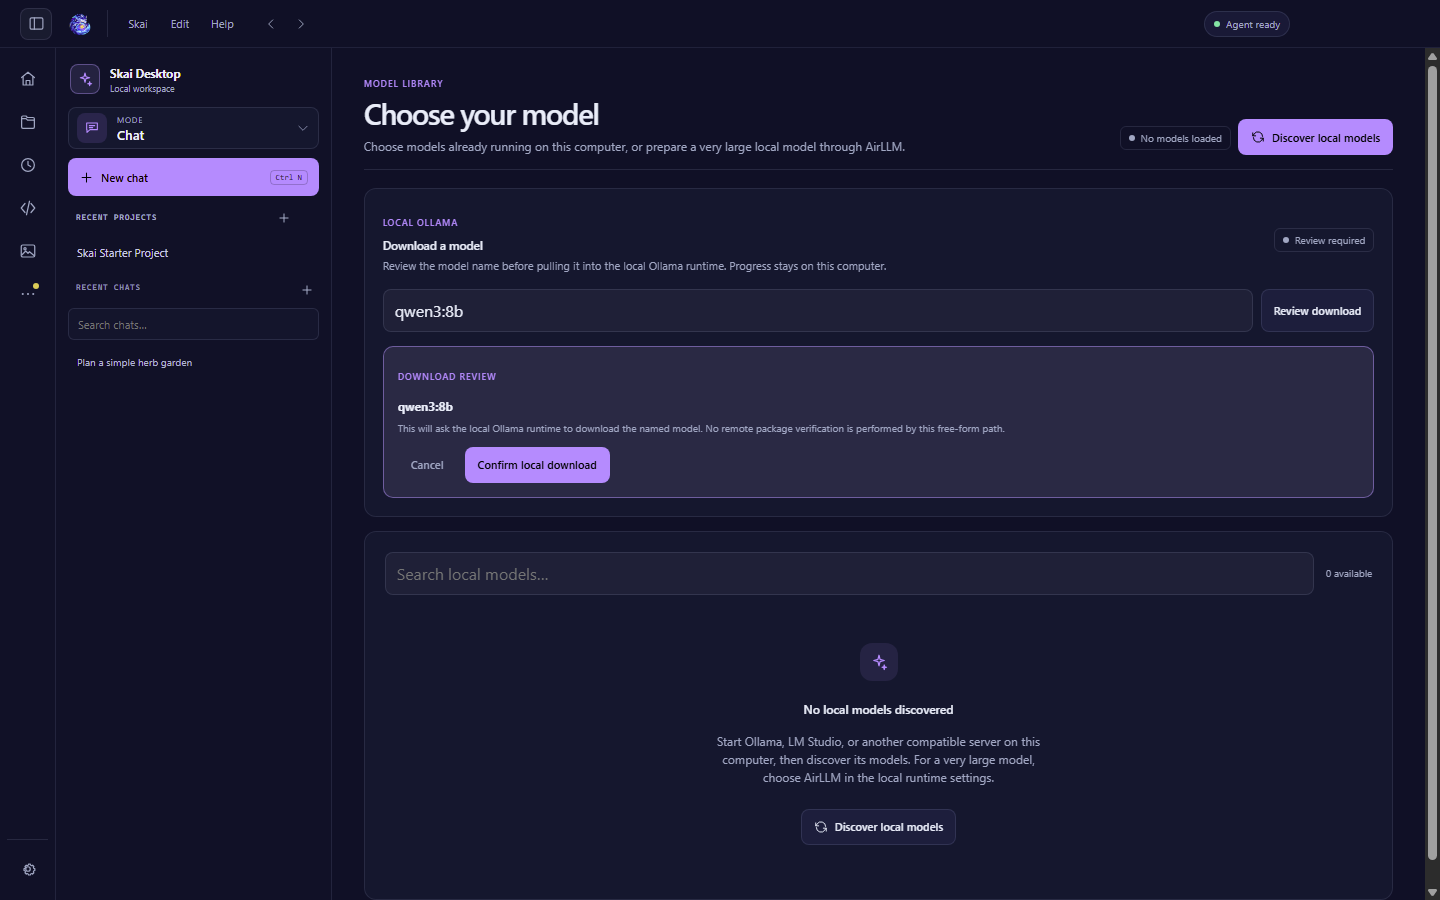 Skai Edit Help
Agent ready
Skai Desktop
Local workspace
MODE
Chat
New chat
Ctrl N
RECENT PROJECTS
Skai Starter Project
RECENT CHATS
Search chats...
Plan a simple herb garden
MODEL LIBRARY
Choose your model
Choose models already running on this computer, or prepare a very large local model through AirLLM.
No models loaded
Discover local models
LOCAL OLLAMA
Download a model
Review the model name before pulling it into the local Ollama runtime. Progress stays on this computer.
Review required
qwen3:8b
Review download
DOWNLOAD REVIEW
qwen3:8b
This will ask the local Ollama runtime to download the named model. No remote package verification is performed by this free-form path.
Cancel
Confirm local download
Search local models...
0 available
No local models discovered
Start Ollama, LM Studio, or another compatible server on this
computer, then discover its models. For a very large model,
choose AirLLM in the local runtime settings.
Discover local models